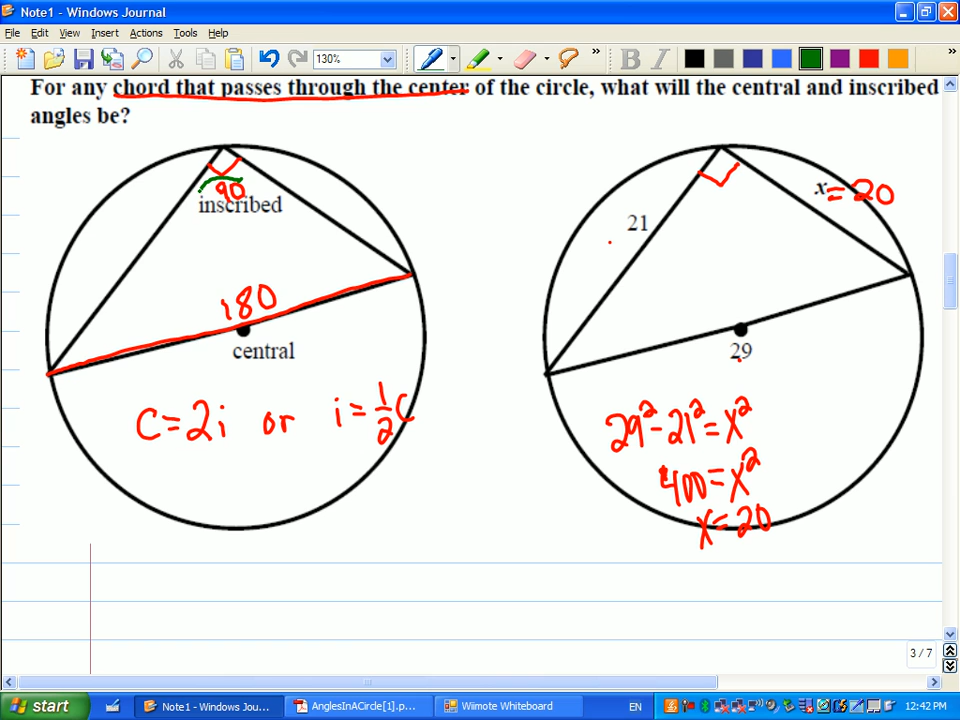 Note1 - Windows Journal
File Edit View Insert Actions Tools Help
130%
B I
For any chord that passes through the center of the circle, what will the central and inscribed
angles be?
90
inscribed
180
central
C=2i or i=1/2C
21
x=20
29
29²-21²=x²
400=x²
x=20
3 / 7
start
Note1 - Windows Jou...
AnglesInACircle[1].p...
Wiimote Whiteboard
EN
12:42 PM